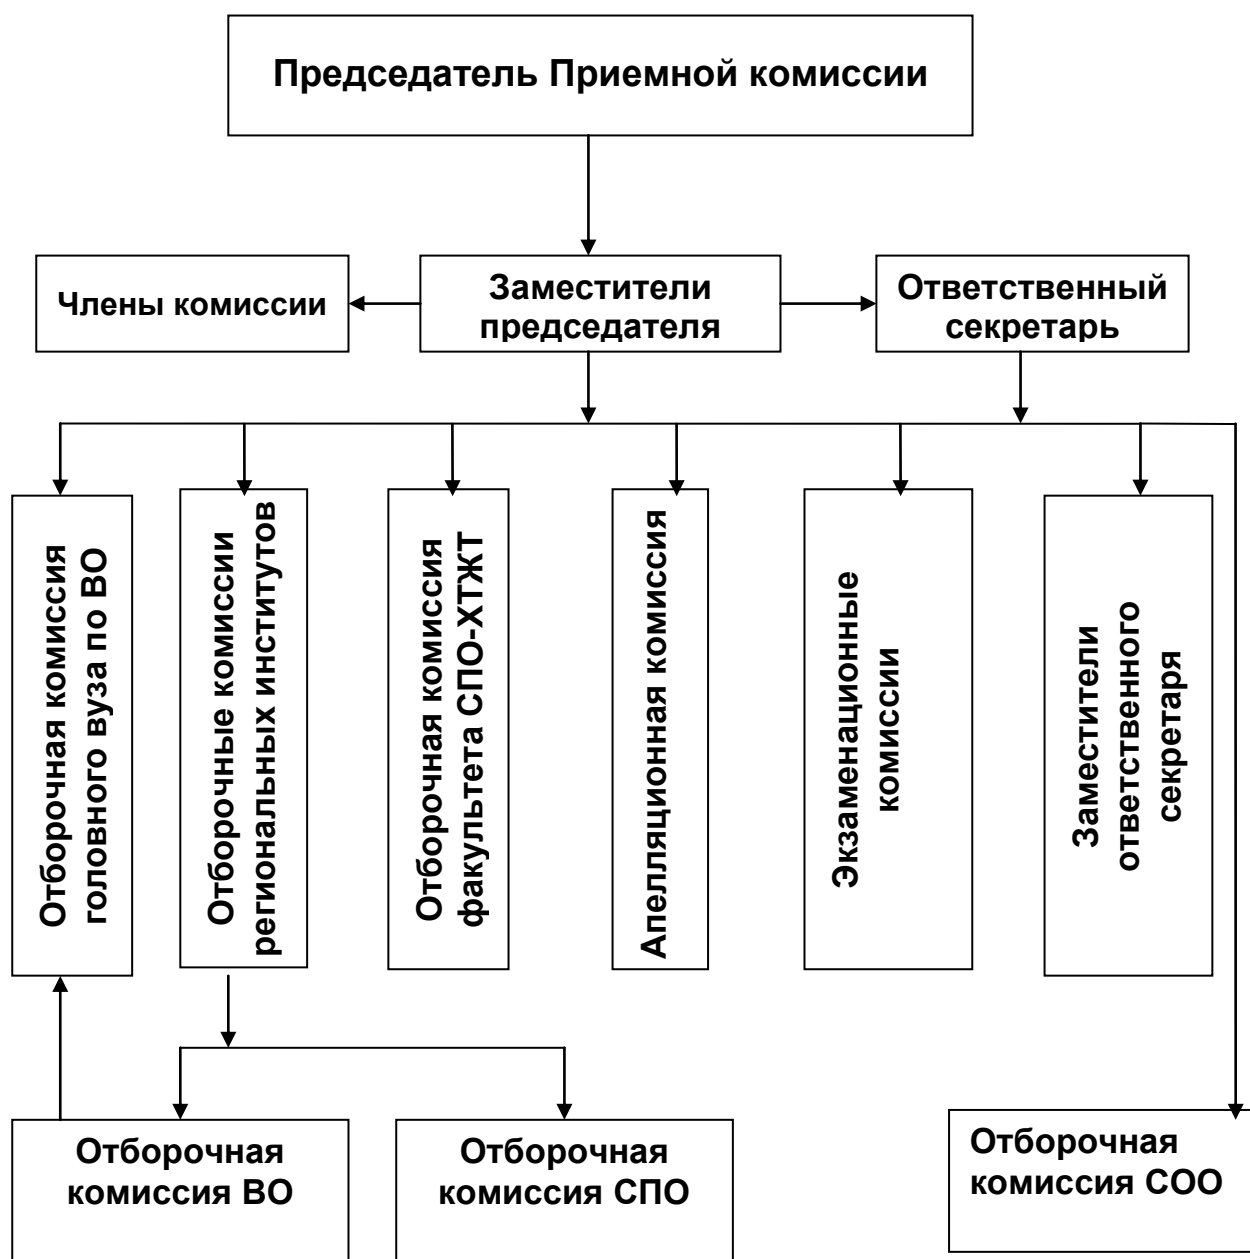 Председатель Приемной комиссии
Члены комиссии
Заместители
председателя
Ответственный
секретарь
Отборочная комиссия
головного вуза по ВО
Отборочные комиссии
региональных институтов
Отборочная комиссия
факультета СПО-ХТЖТ
Апелляционная комиссия
Экзаменационные
комиссии
Заместители
ответственного
секретаря
Отборочная
комиссия ВО
Отборочная
комиссия СПО
Отборочная
комиссия СОО